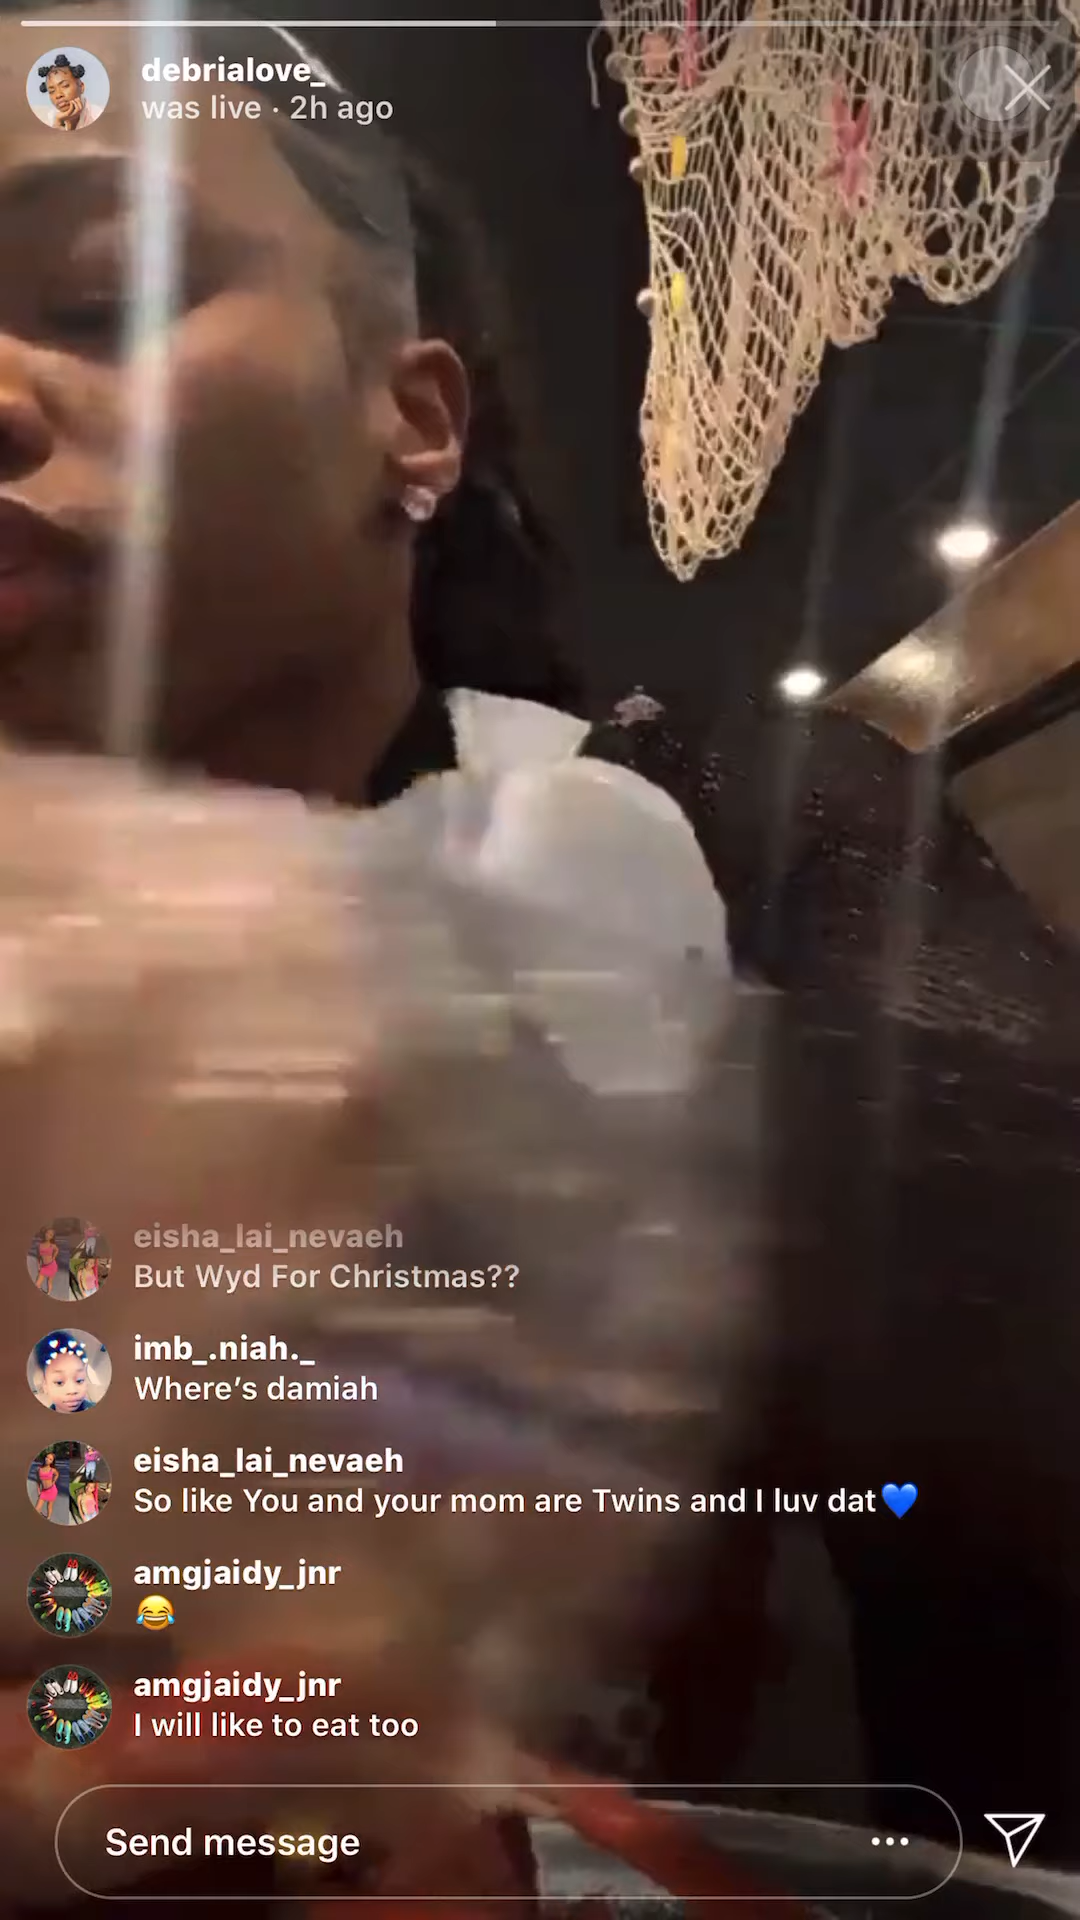 debrialove_
was live · 2h ago
eisha_lai_nevaeh
But Wyd For Christmas??
imb_.niah._
Where's damiah
eisha_lai_nevaeh
So like You and your mom are Twins and I luv dat💙
amgjaidy_jnr
😂
amgjaidy_jnr
I will like to eat too
Send message